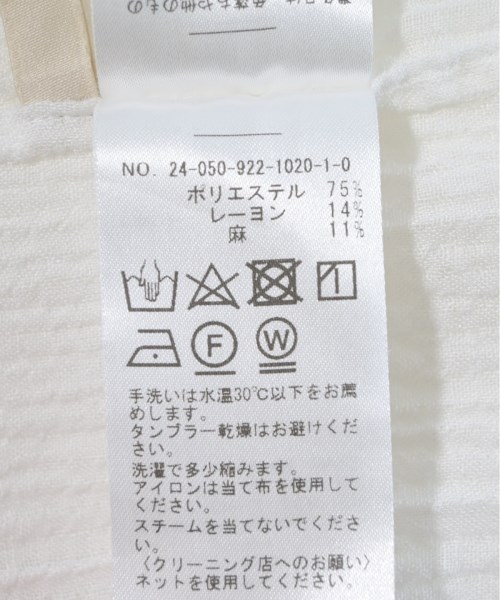 NO. 24-050-922-1020-1-0
ポリエステル 75%
レーヨン 14%
麻 11%
F W
手洗いは水温30℃以下をお薦
めします。
タンブラー乾燥はお避けくだ
さい。
洗濯で多少縮みます。
アイロンは当て布を使用して
ください。
スチームを当てないでくださ
い。
〈クリーニング店へのお願い〉
ネットを使用してください。